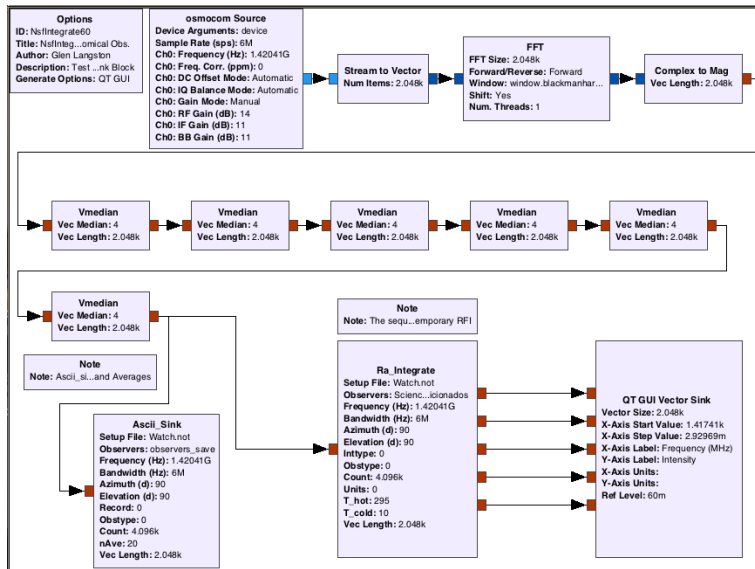 Options
ID: NsfIntegrate60
Title: NsfInteg...omical Obs.
Author: Glen Langston
Description: Test ...nk Block
Generate Options: QT GUI
osmocom Source
Device Arguments: device
Sample Rate (sps): 6M
Ch0: Frequency (Hz): 1.42041G
Ch0: Freq. Corr. (ppm): 0
Ch0: DC Offset Mode: Automatic
Ch0: IQ Balance Mode: Automatic
Ch0: Gain Mode: Manual
Ch0: RF Gain (dB): 14
Ch0: IF Gain (dB): 11
Ch0: BB Gain (dB): 11
Stream to Vector
Num Items: 2.048k
FFT
FFT Size: 2.048k
Forward/Reverse: Forward
Window: window.blackmanhar...
Shift: Yes
Num. Threads: 1
Complex to Mag
Vec Length: 2.048k
Vmedian
Vec Median: 4
Vec Length: 2.048k
Vmedian
Vec Median: 4
Vec Length: 2.048k
Vmedian
Vec Median: 4
Vec Length: 2.048k
Vmedian
Vec Median: 4
Vec Length: 2.048k
Vmedian
Vec Median: 4
Vec Length: 2.048k
Vmedian
Vec Median: 4
Vec Length: 2.048k
Note
Note: The sequ...emporary RFI
Note
Note: Ascii_si...and Averages
Ascii_Sink
Setup File: Watch.not
Observers: observers_save
Frequency (Hz): 1.42041G
Bandwidth (Hz): 6M
Azimuth (d): 90
Elevation (d): 90
Record: 0
Obstype: 0
Count: 4.096k
nAve: 20
Vec Length: 2.048k
Ra_Integrate
Setup File: Watch.not
Observers: Scienc...icionados
Frequency (Hz): 1.42041G
Bandwidth (Hz): 6M
Azimuth (d): 90
Elevation (d): 90
Inttype: 0
Obstype: 0
Count: 4.096k
Units: 0
T_hot: 295
T_cold: 10
Vec Length: 2.048k
QT GUI Vector Sink
Vector Size: 2.048k
X-Axis Start Value: 1.41741k
X-Axis Step Value: 2.92969m
X-Axis Label: Frequency (MHz)
Y-Axis Label: Intensity
X-Axis Units:
Y-Axis Units:
Ref Level: 60m